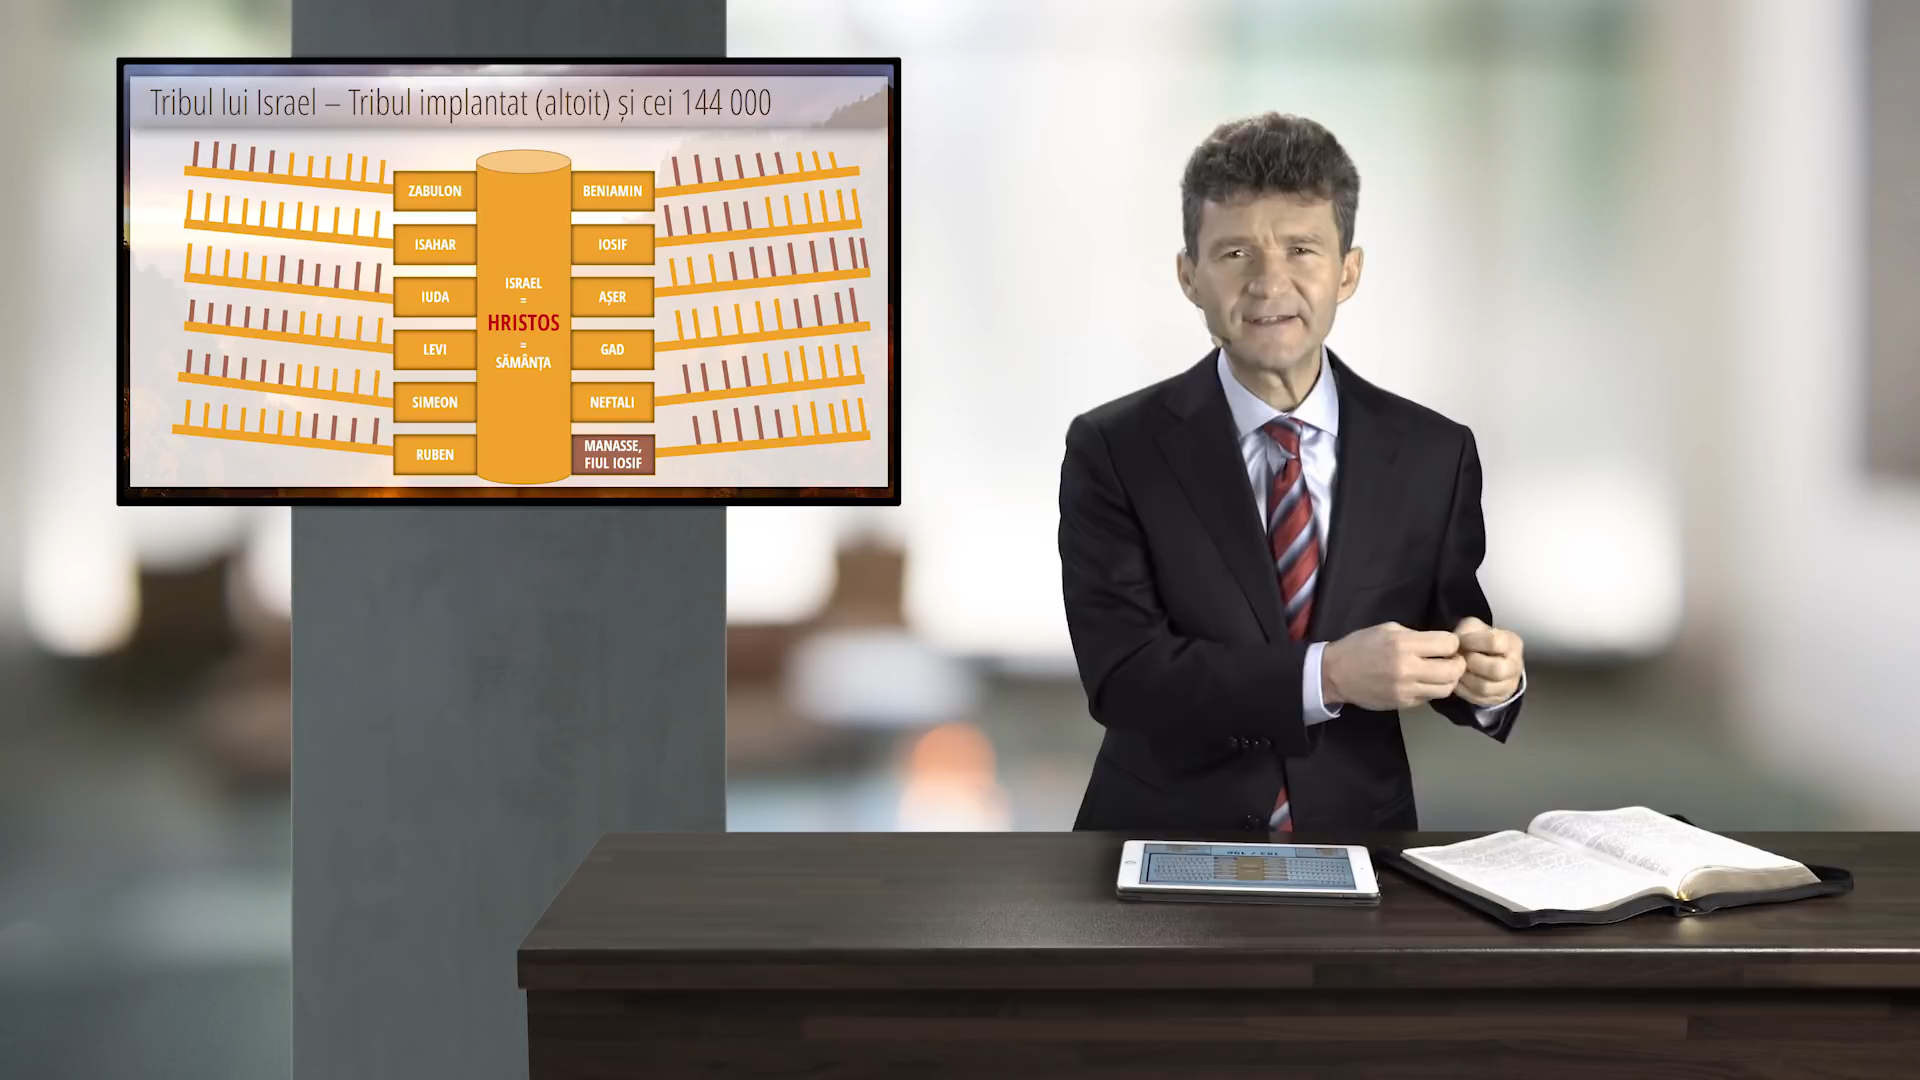 Tribul lui Israel – Tribul implantat (altoit) și cei 144 000
ZABULON
ISAHAR
IUDA
LEVI
SIMEON
RUBEN
ISRAEL
=
HRISTOS
=
SĂMÂNȚA
BENIAMIN
IOSIF
AȘER
GAD
NEFTALI
MANASSE,
FIUL IOSIF